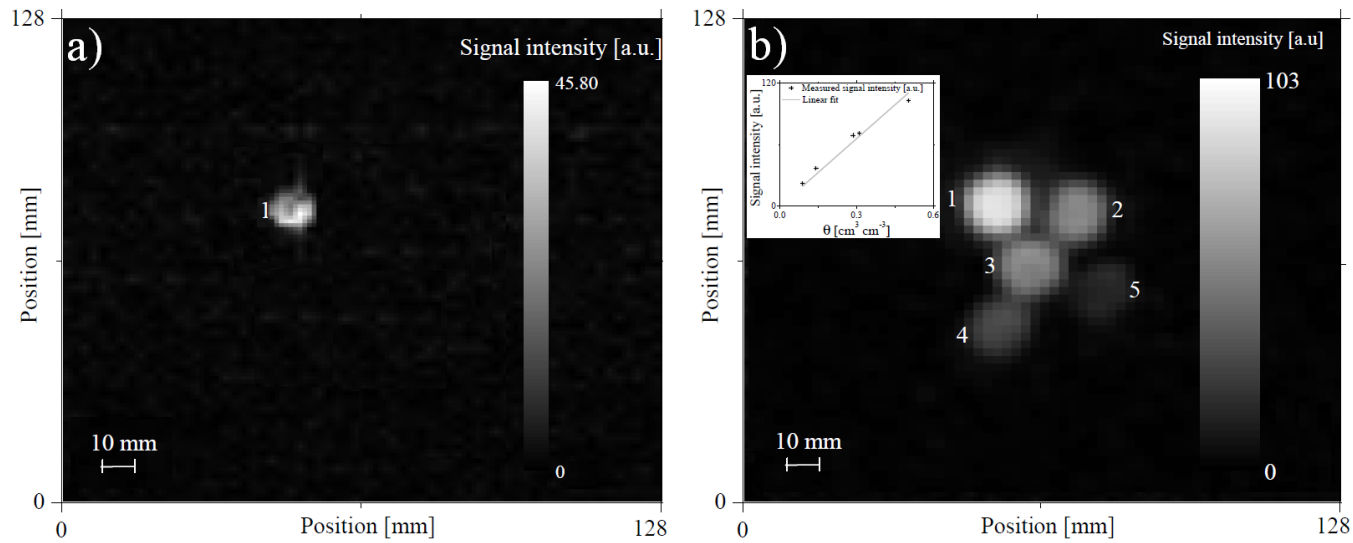 128
a)
Signal intensity [a.u.]
45.80
1
Position [mm]
10 mm
0
0
0
Position [mm]
128
128
b)
Signal intensity [a.u]
103
120
Measured signal intensity [a.u.]
Linear fit
Signal intensity [a.u.]
0
0.0
0.3
0.6
θ [cm³ cm⁻³]
1
2
3
5
4
Position [mm]
10 mm
0
0
0
Position [mm]
128